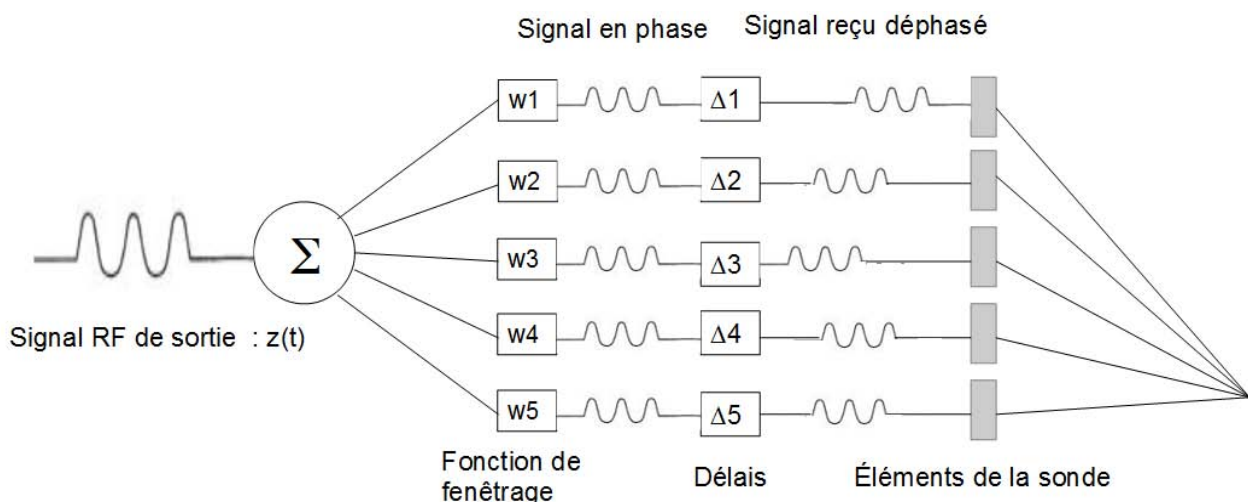 Signal en phase
Signal reçu déphasé
w1
Δ1
w2
Δ2
Σ
w3
Δ3
Signal RF de sortie : z(t)
w4
Δ4
w5
Δ5
Fonction de
fenêtrage
Délais
Éléments de la sonde